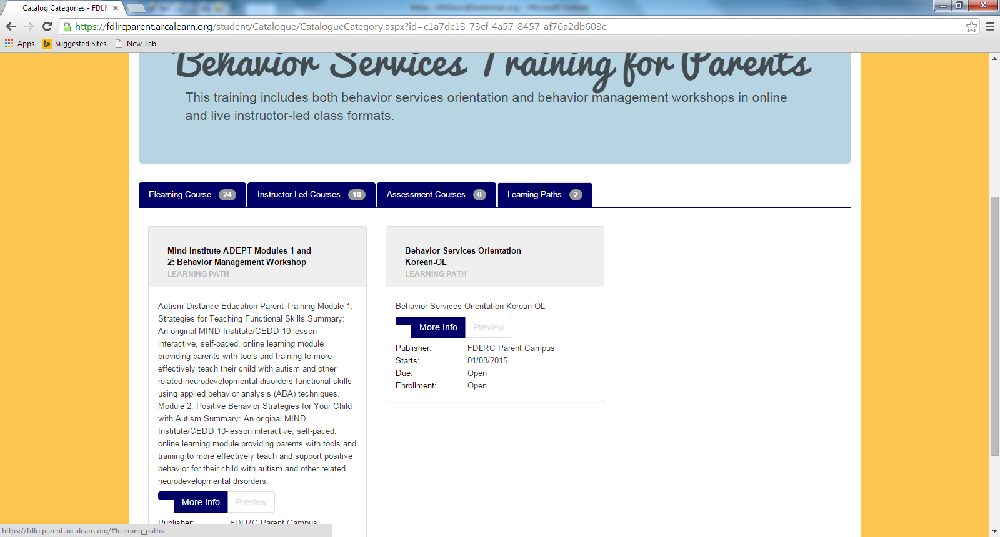 Catalog Categories - FDLR
https://fdlrcparent.arcalearn.org/student/Catalogue/CatalogueCategory.aspx?id=c1a7dc13-73cf-4a57-8457-af76a2db603c
Apps Suggested Sites New Tab
Behavior Services Training for Parents
This training includes both behavior services orientation and behavior management workshops in online
and live instructor-led class formats.
Elearning Course 24 Instructor-Led Courses 10 Assessment Courses 0 Learning Paths 2
Mind Institute ADEPT Modules 1 and
2: Behavior Management Workshop
LEARNING PATH
Autism Distance Education Parent Training Module 1:
Strategies for Teaching Functional Skills Summary:
An original MIND Institute/CEDD 10-lesson
interactive, self-paced, online learning module
providing parents with tools and training to more
effectively teach their child with autism and other
related neurodevelopmental disorders functional skills
using applied behavior analysis (ABA) techniques.
Module 2: Positive Behavior Strategies for Your Child
with Autism Summary: An original MIND
Institute/CEDD 10-lesson interactive, self-paced,
online learning module providing parents with tools and
training to more effectively teach and support positive
behavior for their child with autism and other related
neurodevelopmental disorders.
More Info Preview
Publisher: FDLRC Parent Campus
Behavior Services Orientation
Korean-OL
LEARNING PATH
Behavior Services Orientation Korean-OL
More Info Preview
Publisher: FDLRC Parent Campus
Starts: 01/08/2015
Due: Open
Enrollment: Open
https://fdlrcparent.arcalearn.org/#learning_paths